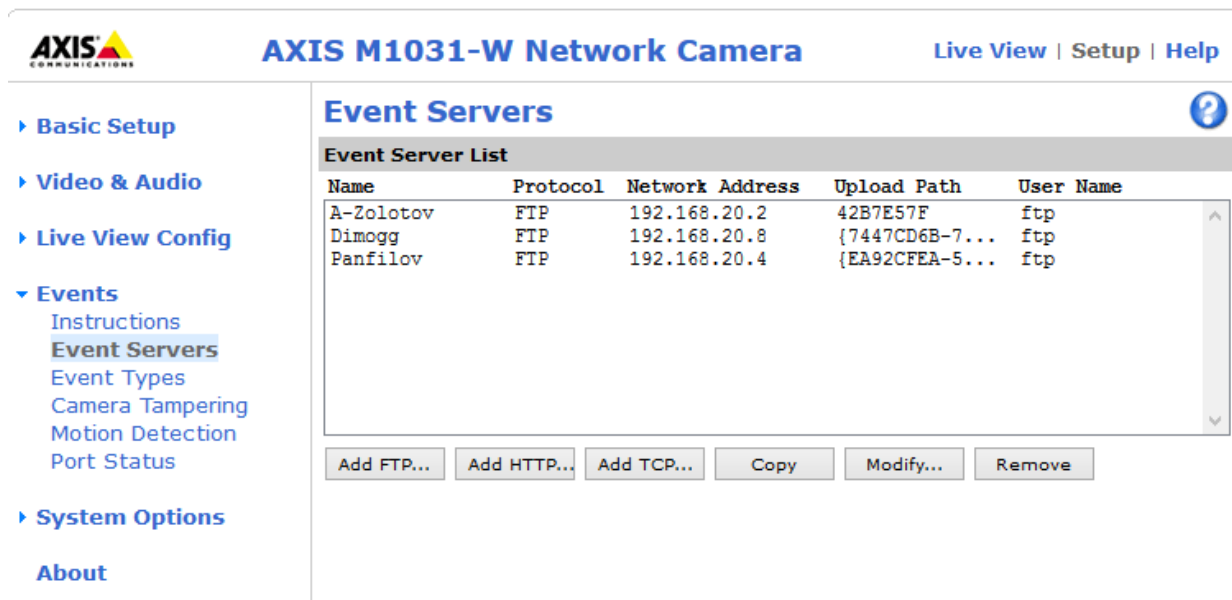 AXIS
COMMUNICATIONS
AXIS M1031-W Network Camera
Live View | Setup | Help
Basic Setup
Video & Audio
Live View Config
Events
Instructions
Event Servers
Event Types
Camera Tampering
Motion Detection
Port Status
System Options
About
Event Servers
?
Event Server List
Name Protocol Network Address Upload Path User Name
A-Zolotov FTP 192.168.20.2 42B7E57F ftp
Dimogg FTP 192.168.20.8 {7447CD6B-7... ftp
Panfilov FTP 192.168.20.4 {EA92CFEA-5... ftp
Add FTP... Add HTTP... Add TCP... Copy Modify... Remove